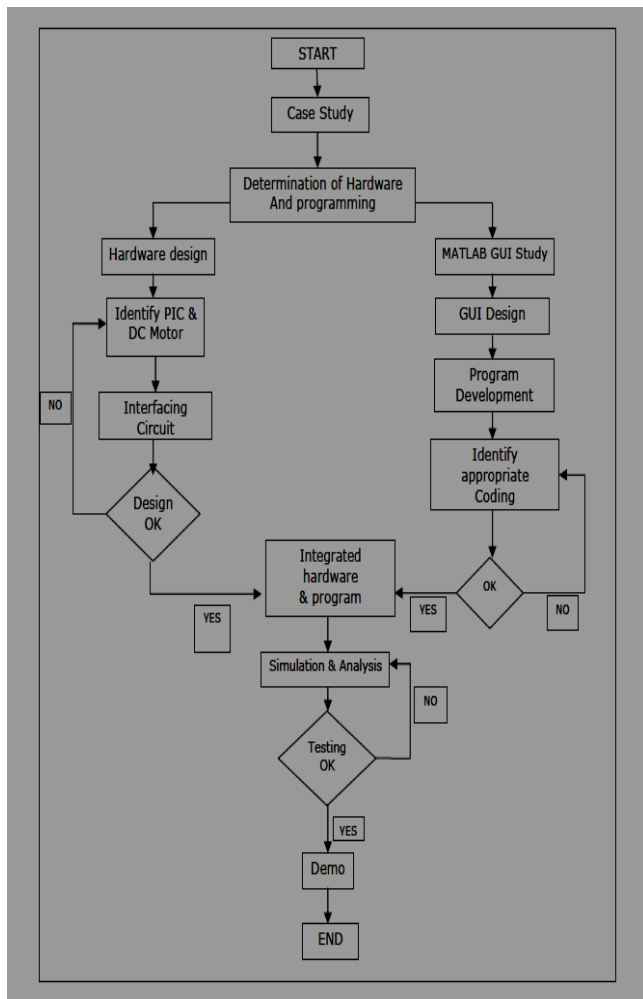 START
Case Study
Determination of Hardware
And programming
Hardware design
MATLAB GUI Study
Identify PIC &
DC Motor
GUI Design
Program
Development
NO
Interfacing
Circuit
Identify
appropriate
Coding
Design
OK
Integrated
hardware
& program
OK
YES
YES
NO
Simulation & Analysis
NO
Testing
OK
YES
Demo
END